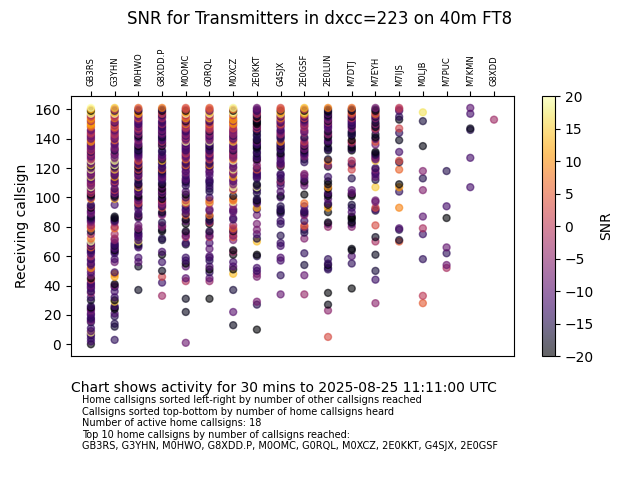 SNR for Transmitters in dxcc=223 on 40m FT8
GB3RS
G3YHN
M0HWO
G8XDD.P
M0OMC
G0RQL
M0XCZ
2E0KKT
G4SJX
2E0GSF
2E0LUN
M7DTJ
M7EYH
M7IJS
M0LJB
M7PUC
M7KMN
G8XDD
160
140
120
100
80
60
40
20
0
Receiving callsign
20
15
10
5
0
−5
−10
−15
−20
SNR
Chart shows activity for 30 mins to 2025-08-25 11:11:00 UTC
Home callsigns sorted left-right by number of other callsigns reached
Callsigns sorted top-bottom by number of home callsigns heard
Number of active home callsigns: 18
Top 10 home callsigns by number of callsigns reached:
GB3RS, G3YHN, M0HWO, G8XDD.P, M0OMC, G0RQL, M0XCZ, 2E0KKT, G4SJX, 2E0GSF